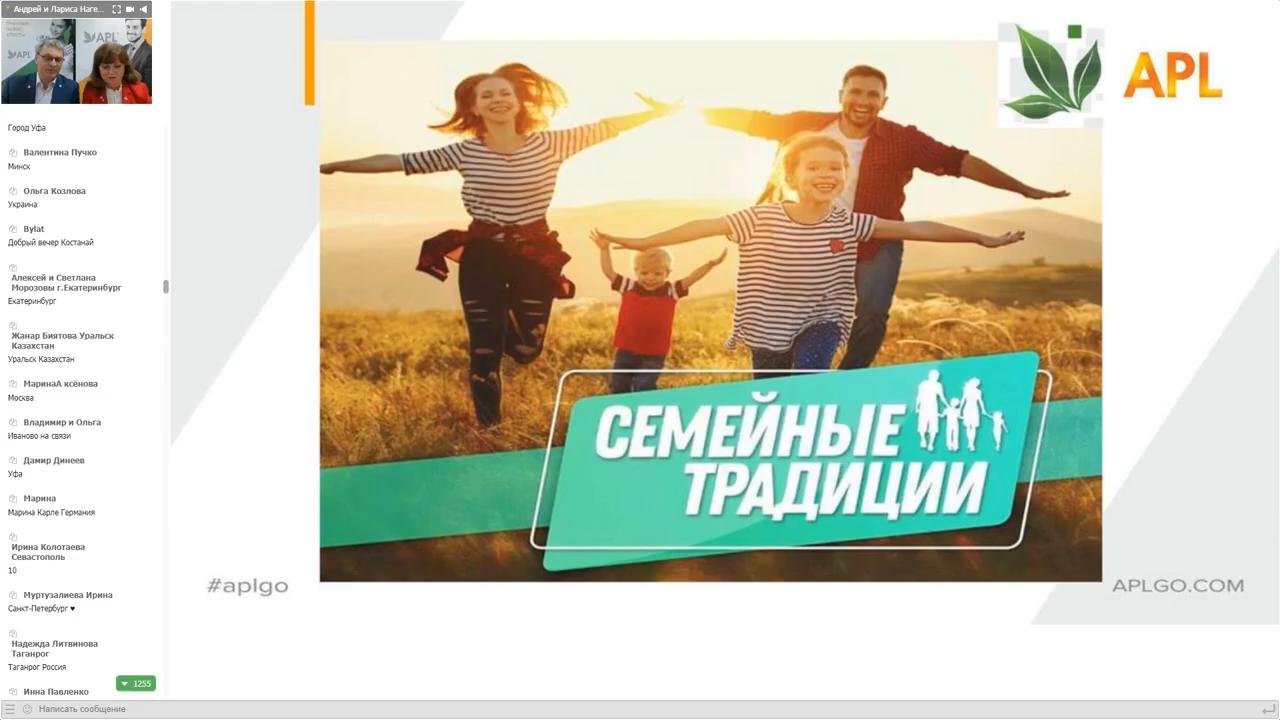 Андрей и Лариса Наге...
APL
APL
Город Уфа
Валентина Пучко
Минск
Ольга Козлова
Украина
Bylat
Добрый вечер Костанай
Алексей и Светлана
Морозовы г.Екатеринбург
Екатеринбург
Жанар Биятова Уральск
Казахстан
Уральск Казахстан
МаринаА ксёнова
Москва
Владимир и Ольга
Иваново на связи
Дамир Динеев
Уфа
Марина
Марина Карле Германия
Ирина Колотаева
Севастополь
10
Муртузалиева Ирина
Санкт-Петербург ♥
Надежда Литвинова
Таганрог
Таганрог Россия
Инна Павленко
1255
Написать сообщение
APL
СЕМЕЙНЫЕ
ТРАДИЦИИ
#aplgo
APLGO.COM